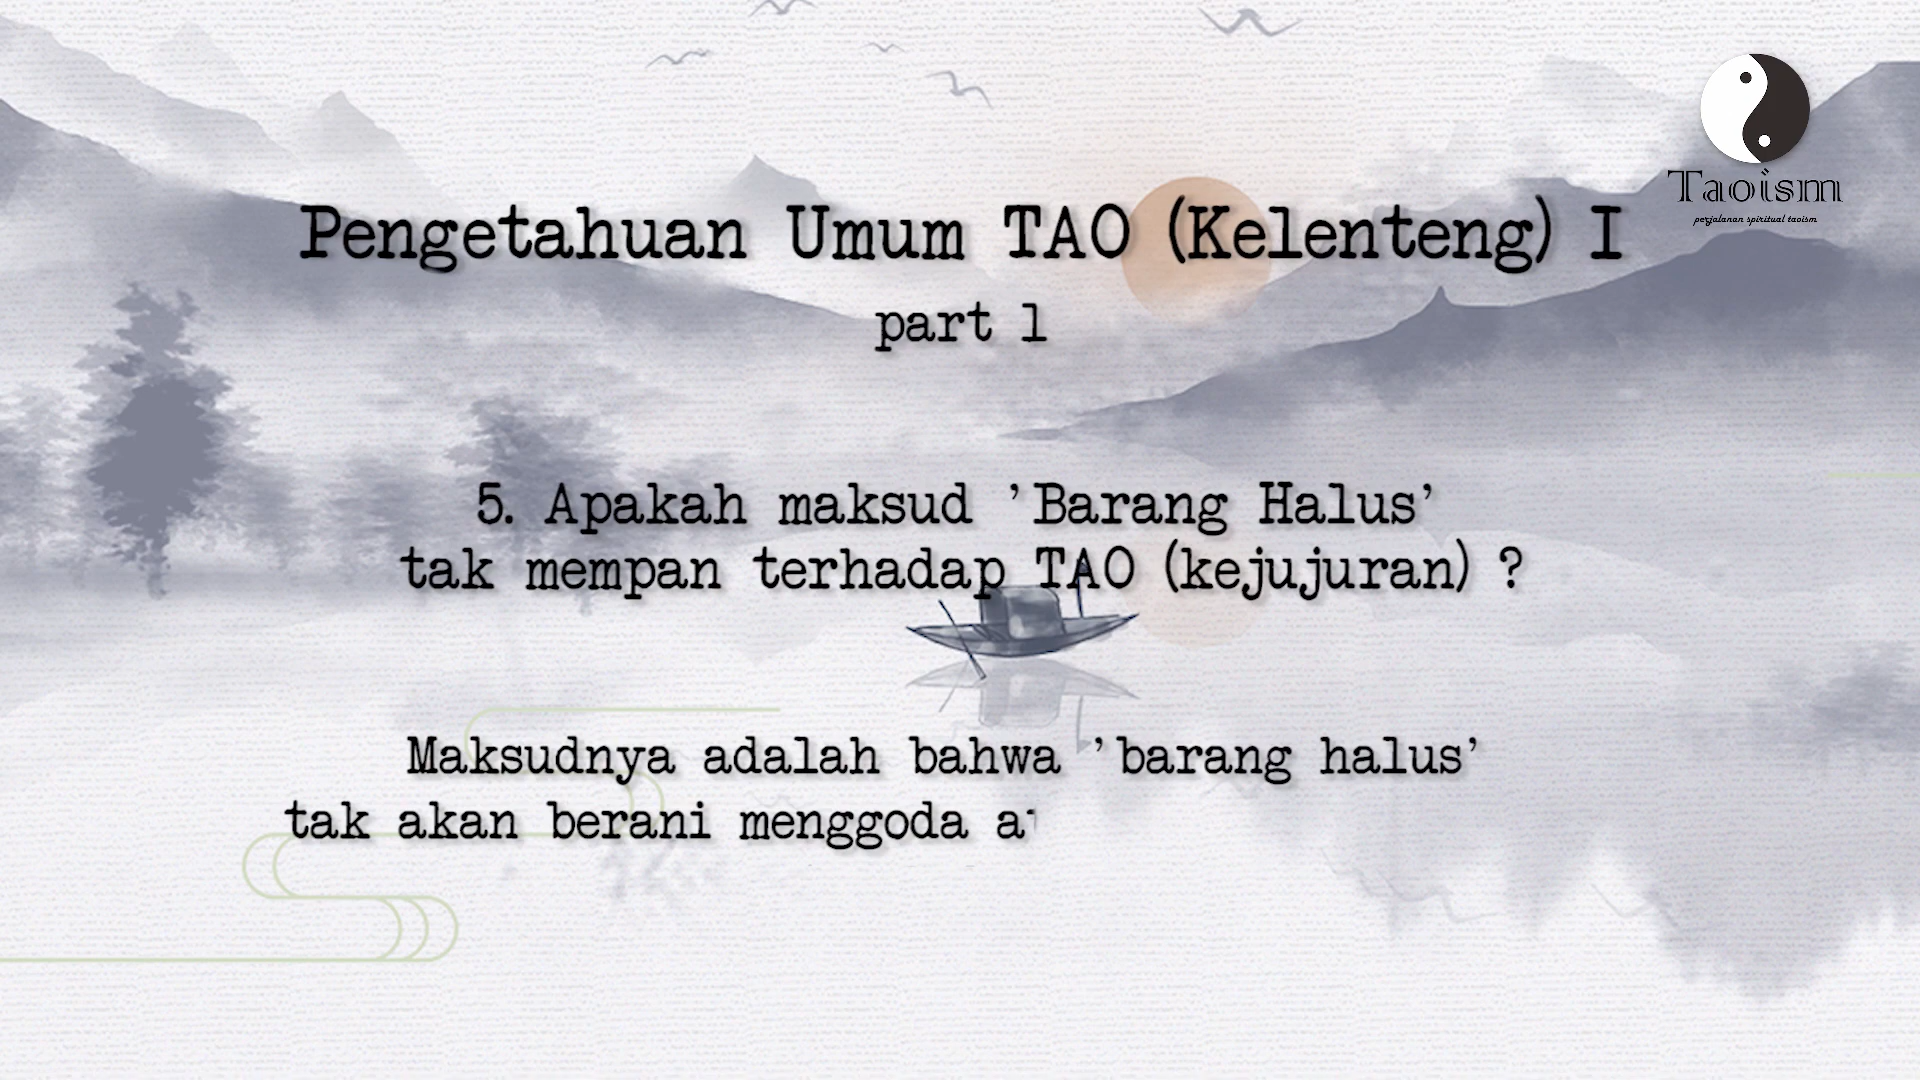 Taoism
perjalanan spiritual taoism
Pengetahuan Umum TAO (Kelenteng) I
part 1
5. Apakah maksud 'Barang Halus'
tak mempan terhadap TAO (kejujuran) ?
Maksudnya adalah bahwa 'barang halus'
tak akan berani menggoda